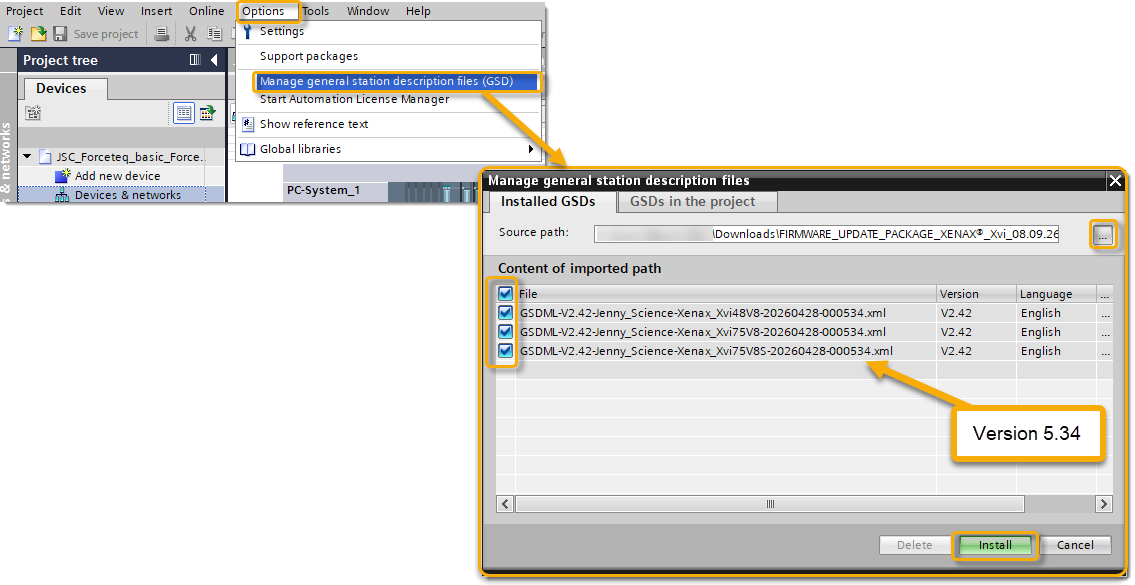 Project Edit View Insert Online Options Tools Window Help
Save project
Settings
Support packages
Manage general station description files (GSD)
Start Automation License Manager
Show reference text
Global libraries
Project tree
Devices
JSC_Forceteq_basic_Force..
Add new device
Devices & networks
s & networks
PC-System_1
Manage general station description files
Installed GSDs GSDs in the project
Source path: \Downloads\FIRMWARE_UPDATE_PACKAGE_XENAX®_Xvi_08.09.26 ...
Content of imported path
File Version Language ...
GSDML-V2.42-Jenny_Science-Xenax_Xvi48V8-20260428-000534.xml V2.42 English ...
GSDML-V2.42-Jenny_Science-Xenax_Xvi75V8-20260428-000534.xml V2.42 English ...
GSDML-V2.42-Jenny_Science-Xenax_Xvi75V8S-20260428-000534.xml V2.42 English ...
Version 5.34
Delete Install Cancel